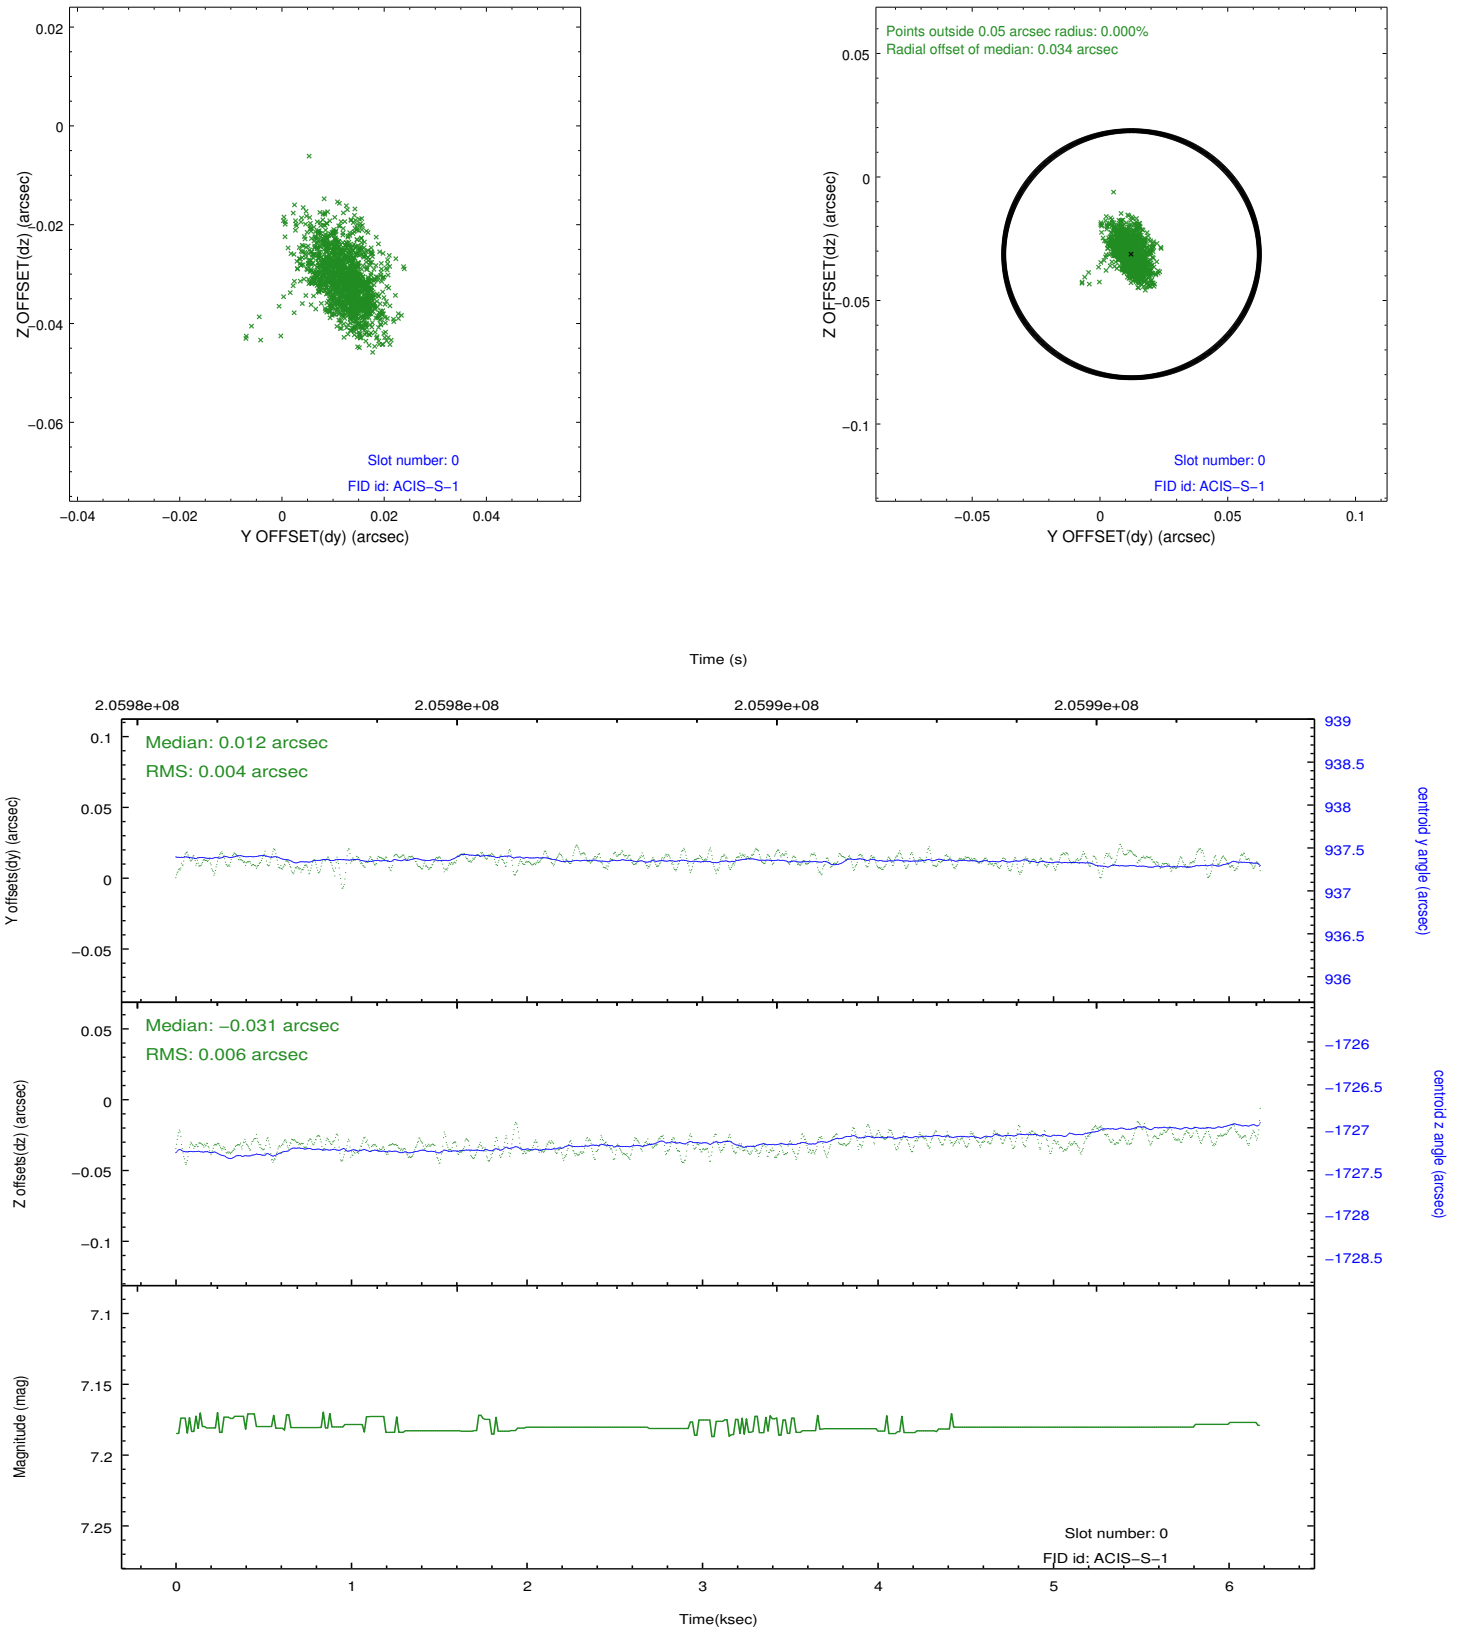 0.02
0
−0.02
−0.04
−0.06
Z OFFSET(dz) (arcsec)
Slot number: 0
FID id: ACIS−S−1
−0.04 −0.02 0 0.02 0.04
Y OFFSET(dy) (arcsec)
Points outside 0.05 arcsec radius: 0.000%
Radial offset of median: 0.034 arcsec
0.05
0
−0.05
−0.1
Z OFFSET(dz) (arcsec)
Slot number: 0
FID id: ACIS−S−1
−0.05 0 0.05 0.1
Y OFFSET(dy) (arcsec)
Time (s)
2.0598e+08 2.0598e+08 2.0599e+08 2.0599e+08
Median: 0.012 arcsec
RMS: 0.004 arcsec
0.1
0.05
0
−0.05
Y offsets(dy) (arcsec)
939
938.5
938
937.5
937
936.5
936
centroid y angle (arcsec)
Median: −0.031 arcsec
RMS: 0.006 arcsec
0.05
0
−0.05
−0.1
Z offsets(dz) (arcsec)
−1726
−1726.5
−1727
−1727.5
−1728
−1728.5
centroid z angle (arcsec)
7.1
7.15
7.2
7.25
Magnitude (mag)
Slot number: 0
FID id: ACIS−S−1
0 1 2 3 4 5 6
Time(ksec)